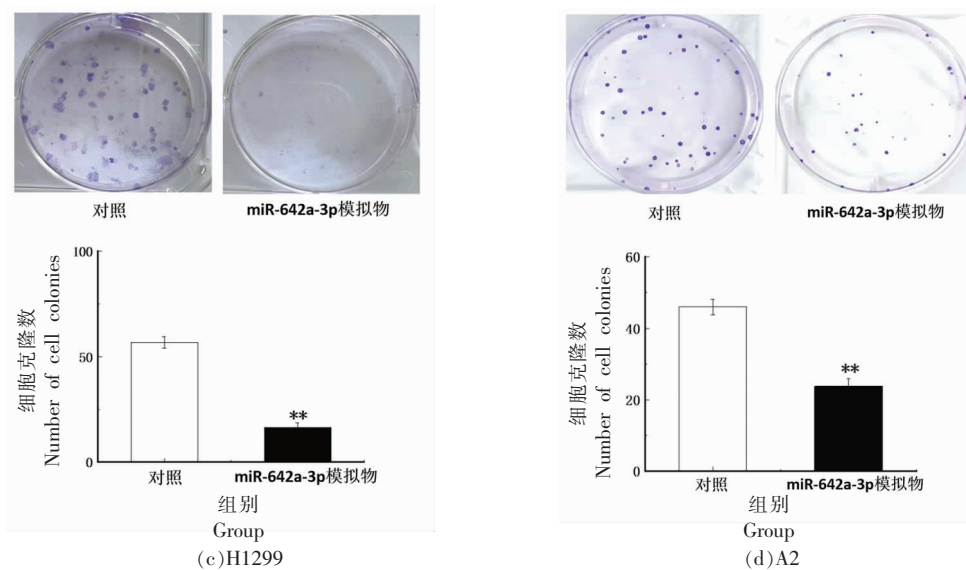 对照
miR-642a-3p模拟物
细胞克隆数
Number of cell colonies
100
50
0
**
对照
miR-642a-3p模拟物
组别
Group
(c)H1299
对照
miR-642a-3p模拟物
细胞克隆数
Number of cell colonies
60
40
20
0
**
对照
miR-642a-3p模拟物
组别
Group
(d)A2